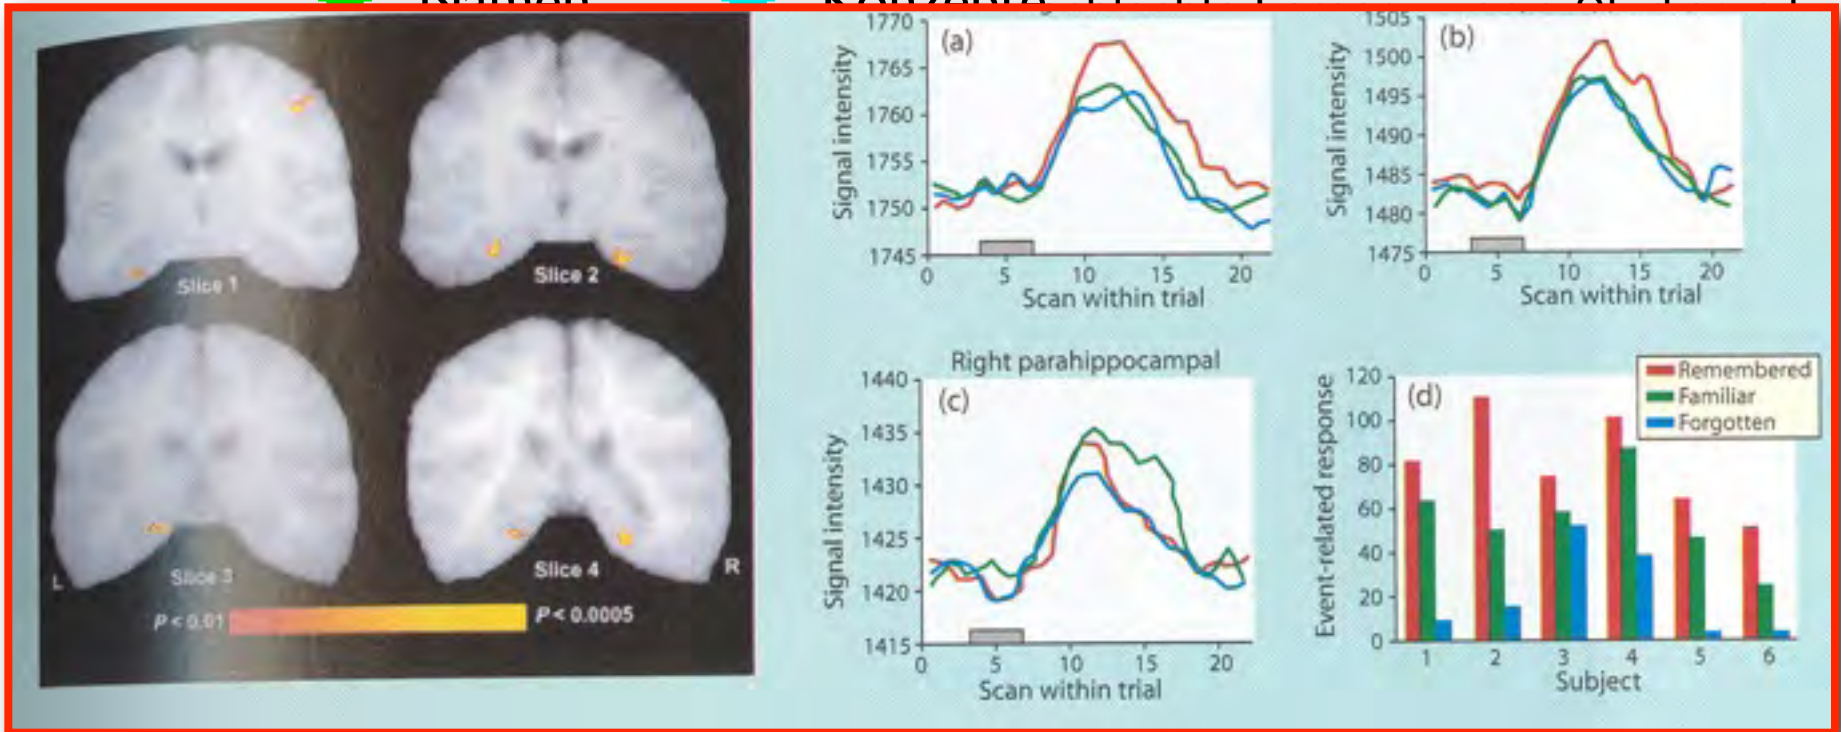 Slice 1
Slice 2
Slice 3
Slice 4
L
R
P < 0.01
P < 0.0005
(a)
Signal intensity
1770
1765
1760
1755
1750
1745
0 5 10 15 20
Scan within trial
(b)
Signal intensity
1505
1500
1495
1490
1485
1480
1475
0 5 10 15 20
Scan within trial
Right parahippocampal
(c)
Signal intensity
1440
1435
1430
1425
1420
1415
0 5 10 15 20
Scan within trial
(d)
Remembered
Familiar
Forgotten
Event-related response
120
100
80
60
40
20
0
1 2 3 4 5 6
Subject